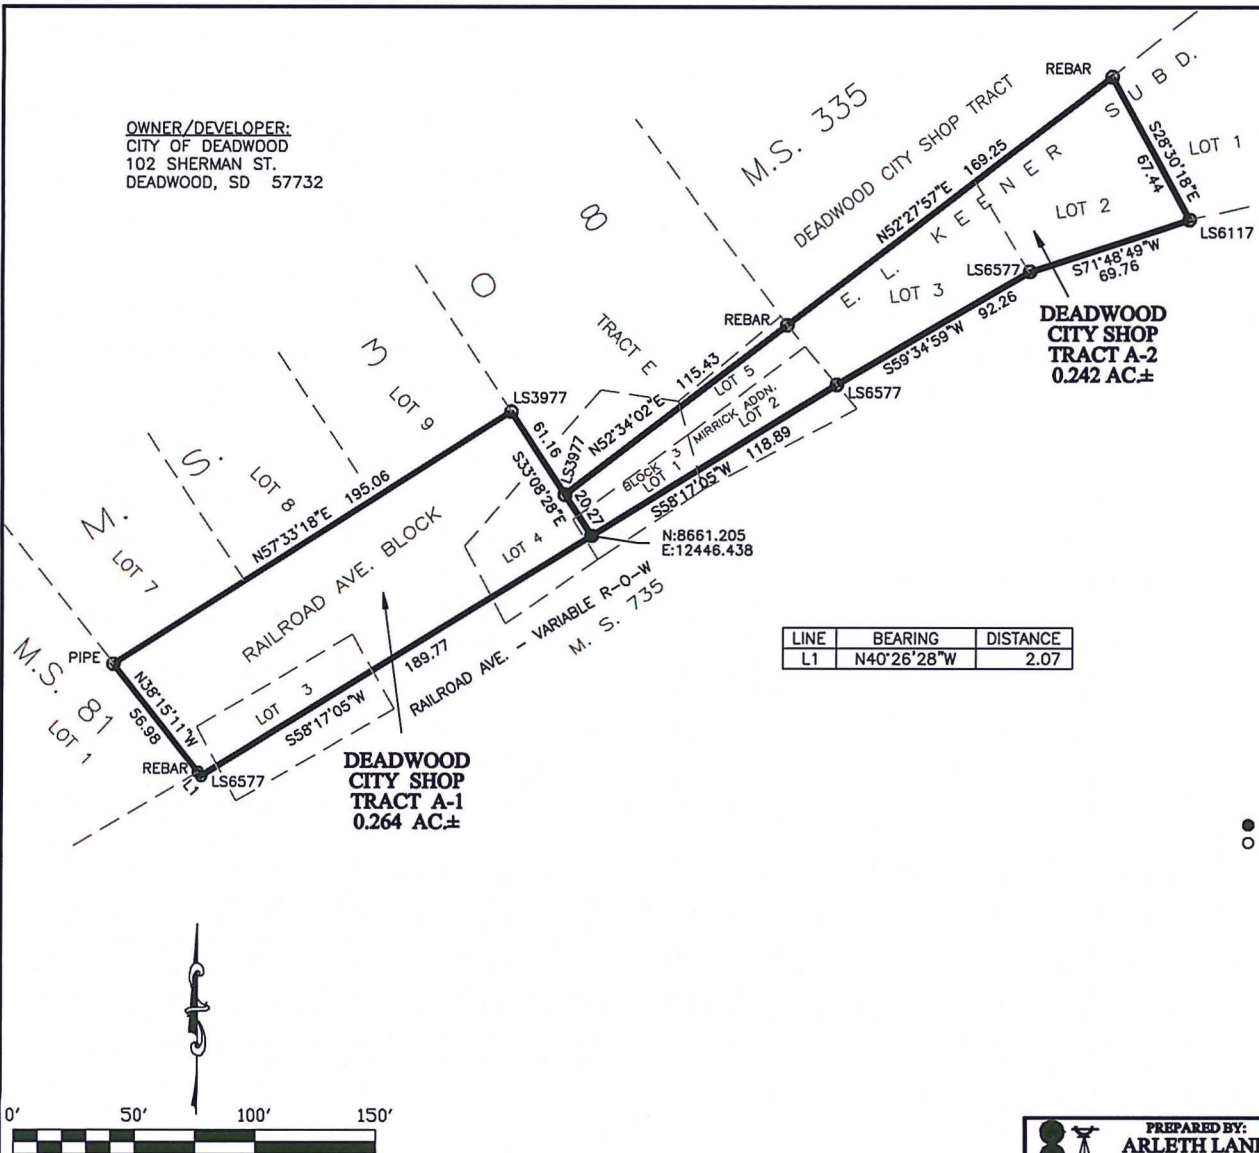 OWNER/DEVELOPER:
CITY OF DEADWOOD
102 SHERMAN ST.
DEADWOOD, SD 57732
M.S. 335
DEADWOOD CITY SHOP TRACT
REBAR
E. L. KEENER SUBD.
N52°27'57"E 169.25
S28°30'18"E
67.44
LOT 1
LOT 2
LOT 3
LS6117
S71°48'49"W
69.76
LS6577
S59°34'59"W 92.26
DEADWOOD
CITY SHOP
TRACT A-2
0.242 AC.±
REBAR
M. S. 3 0 8
TRACT E
N52°34'02"E 115.43
LOT 5
MIRRICK ADDN.
LOT 2
BLOCK 3
LOT 1
LS6577
S58°17'05"W 118.89
LS3977
61.16
LS3977
S33°08'28"E
20.27
N:8661.205
E:12446.438
LOT 9
LOT 8
LOT 7
N57°33'18"E 195.06
RAILROAD AVE. BLOCK
LOT 4
RAILROAD AVE. - VARIABLE R-O-W
M. S. 735
LINE BEARING DISTANCE
L1 N40°26'28"W 2.07
PIPE
M.S. 81
LOT 1
N38°15'11"W
56.98
LOT 3
S58°17'05"W 189.77
REBAR
LS6577
L1
DEADWOOD
CITY SHOP
TRACT A-1
0.264 AC.±
0' 50' 100' 150'
PREPARED BY:
ARLETH LAND